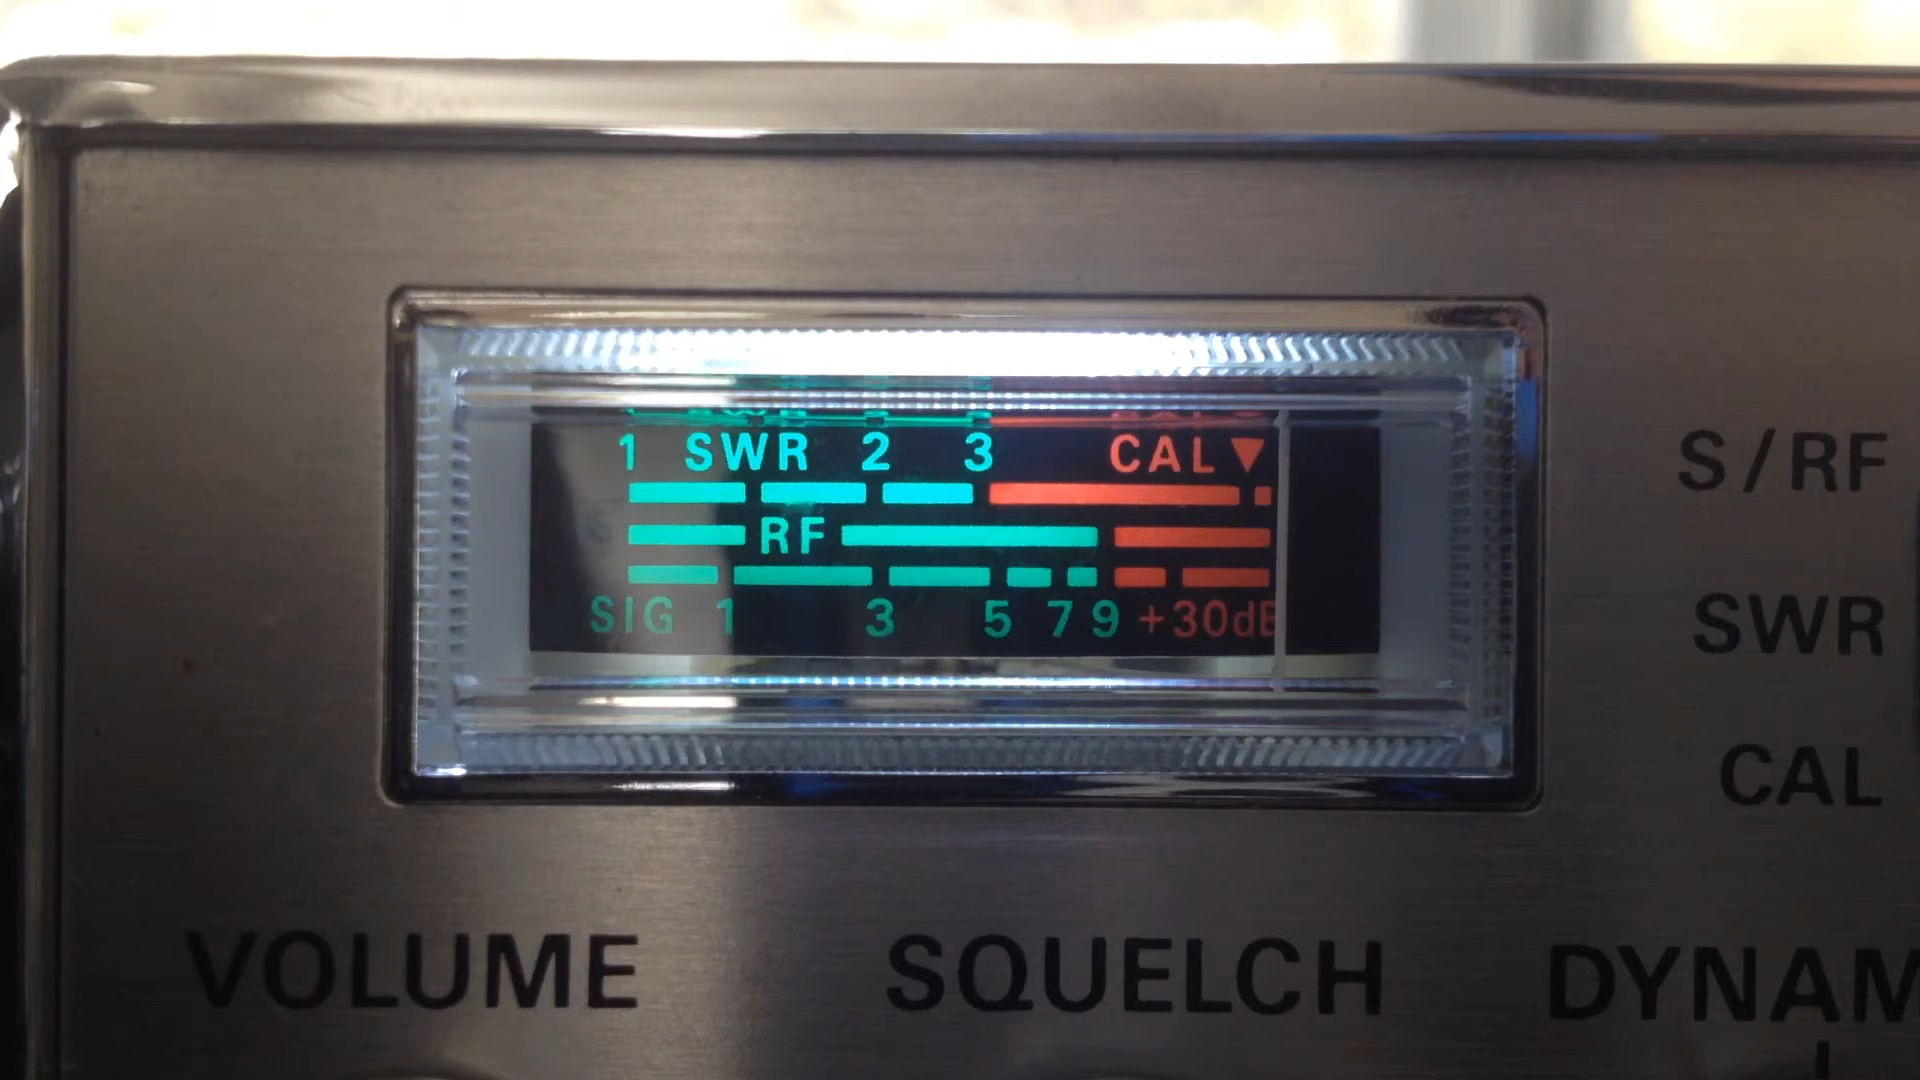 1 SWR 2 3 CAL▼
RF
SIG 1 3 5 7 9 +30dB
S/RF
SWR
CAL
VOLUME SQUELCH DYNAM